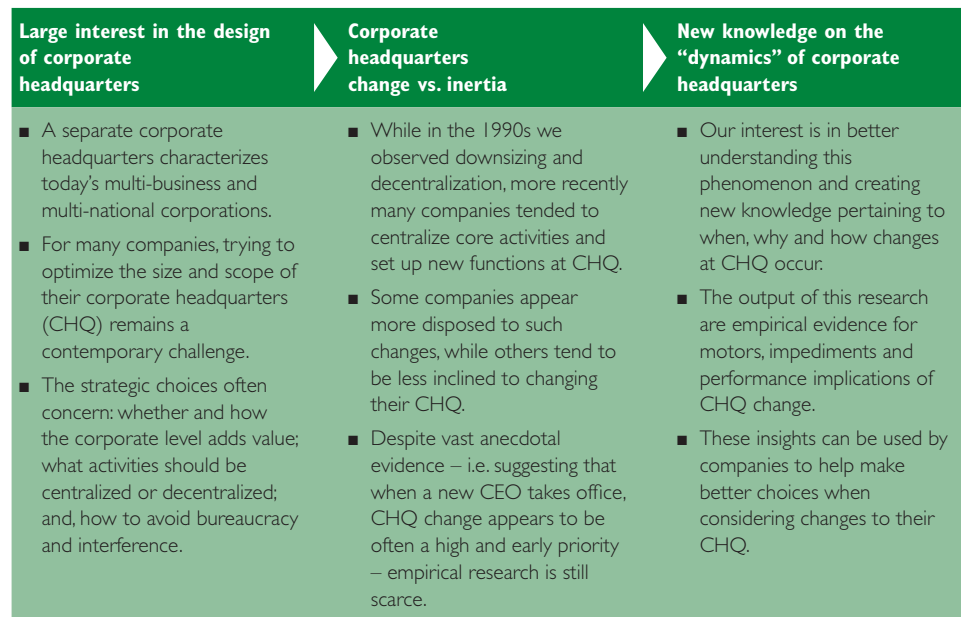 Large interest in the design
of corporate
headquarters
■ A separate corporate
headquarters characterizes
today's multi-business and
multi-national corporations.
■ For many companies, trying to
optimize the size and scope of
their corporate headquarters
(CHQ) remains a
contemporary challenge.
■ The strategic choices often
concern: whether and how
the corporate level adds value;
what activities should be
centralized or decentralized;
and, how to avoid bureaucracy
and interference.
Corporate
headquarters
change vs. inertia
■ While in the 1990s we
observed downsizing and
decentralization, more recently
many companies tended to
centralize core activities and
set up new functions at CHQ.
■ Some companies appear
more disposed to such
changes, while others tend to
be less inclined to changing
their CHQ.
■ Despite vast anecdotal
evidence – i.e. suggesting that
when a new CEO takes office,
CHQ change appears to be
often a high and early priority
– empirical research is still
scarce.
New knowledge on the
“dynamics” of corporate
headquarters
■ Our interest is in better
understanding this
phenomenon and creating
new knowledge pertaining to
when, why and how changes
at CHQ occur.
■ The output of this research
are empirical evidence for
motors, impediments and
performance implications of
CHQ change.
■ These insights can be used by
companies to help make
better choices when
considering changes to their
CHQ.